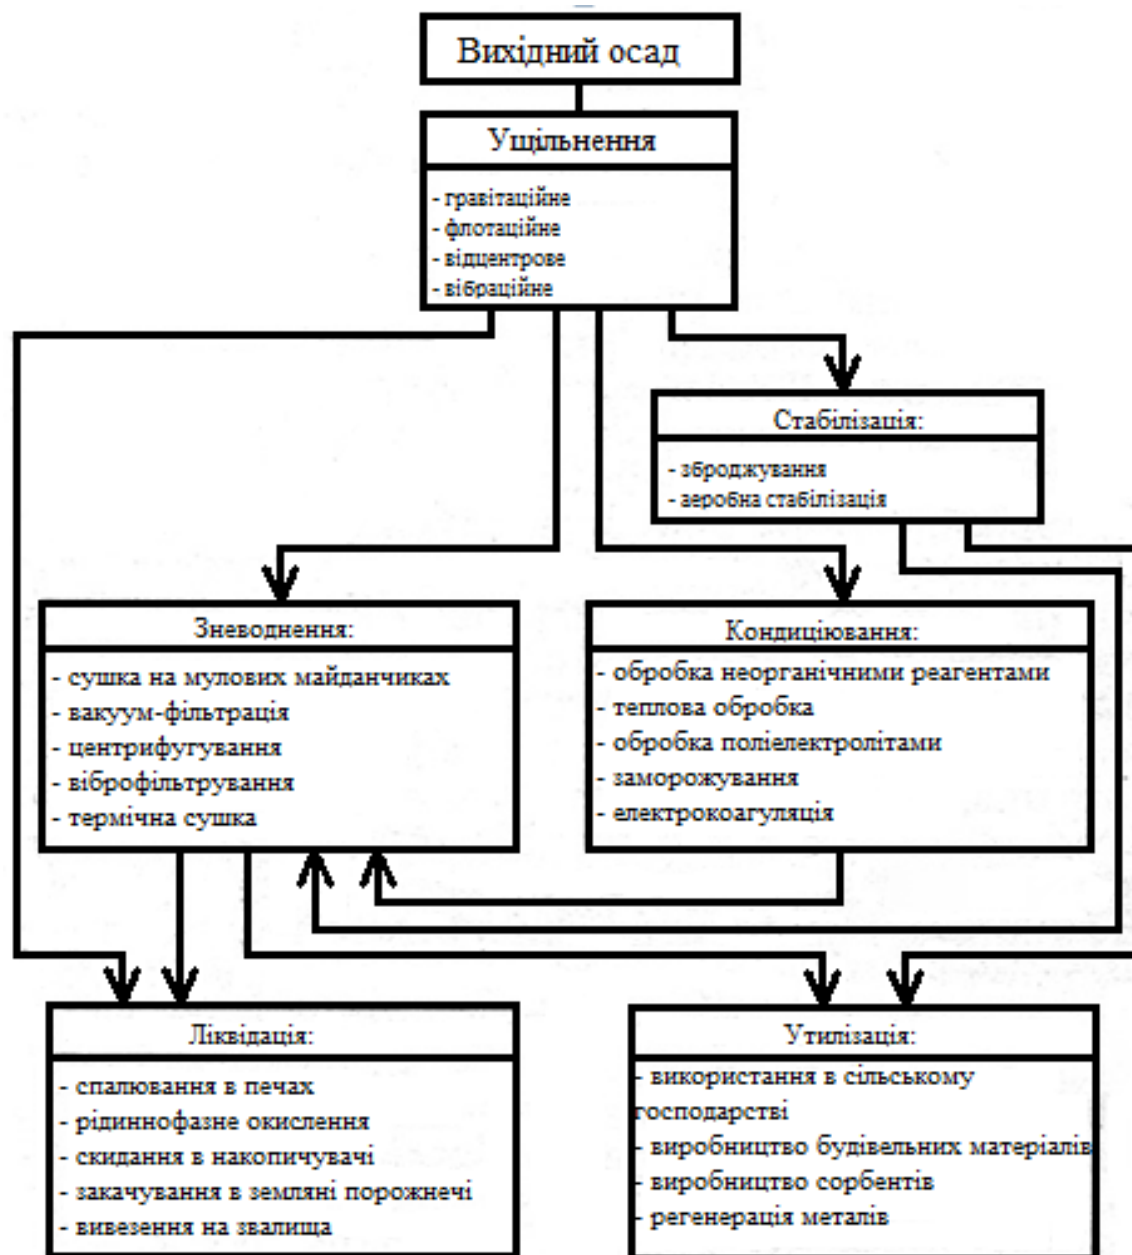 Вихідний осад
Ущільнення
- гравітаційне
- флотаційне
- відцентрове
- вібраційне
Стабілізація:
- зброджування
- аеробна стабілізація
Зневоднення:
- сушка на мулових майданчиках
- вакуум-фільтрація
- центрифугування
- віброфільтрування
- термічна сушка
Кондиціювання:
- обробка неорганічними реагентами
- теплова обробка
- обробка поліелектролітами
- заморожування
- електрокоагуляція
Ліквідація:
- спалювання в печах
- рідиннофазне окислення
- скидання в накопичувачі
- закачування в земляні порожнечі
- вивезення на звалища
Утилізація:
- використання в сільському
господарстві
- виробництво будівельних матеріалів
- виробництво сорбентів
- регенерація металів